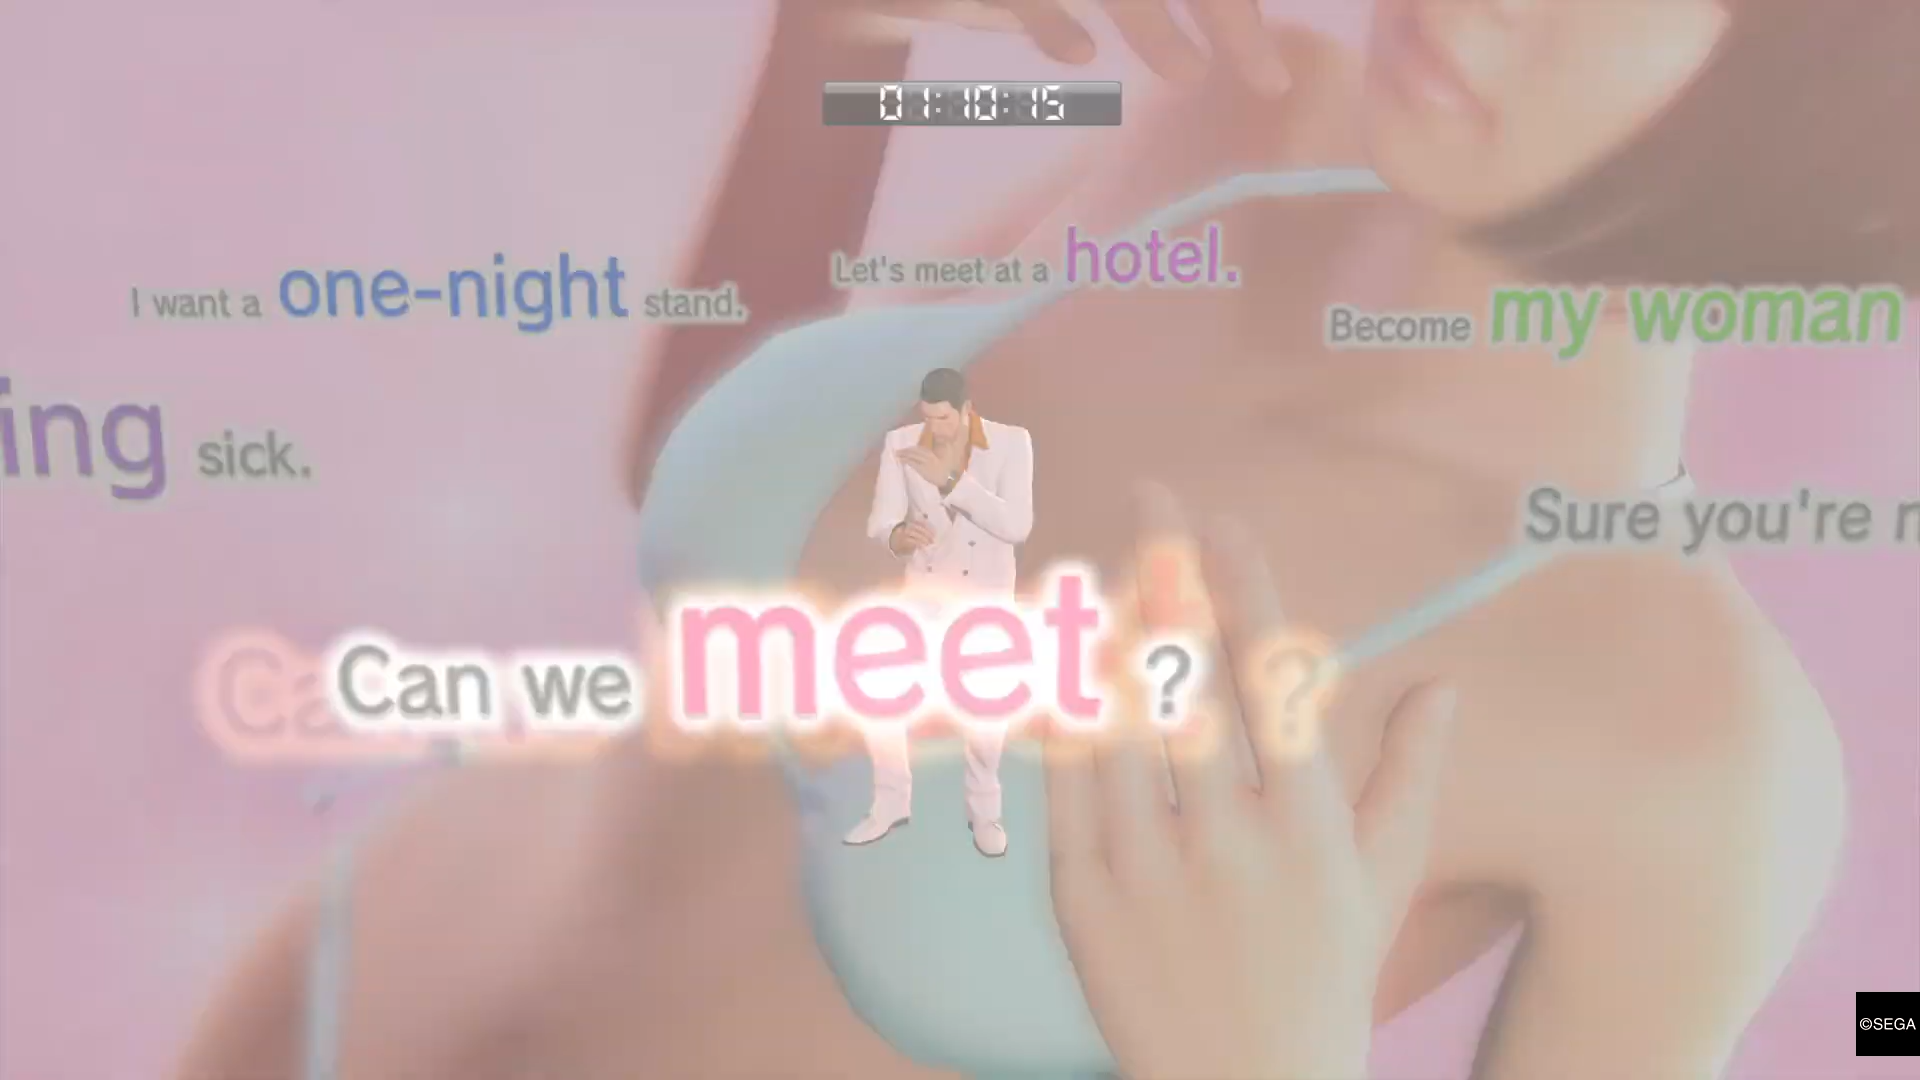 01:10:15
Let's meet at a hotel.
I want a one-night stand.
Become my woman
ing sick.
Sure you're
Can we meet ?
©SEGA